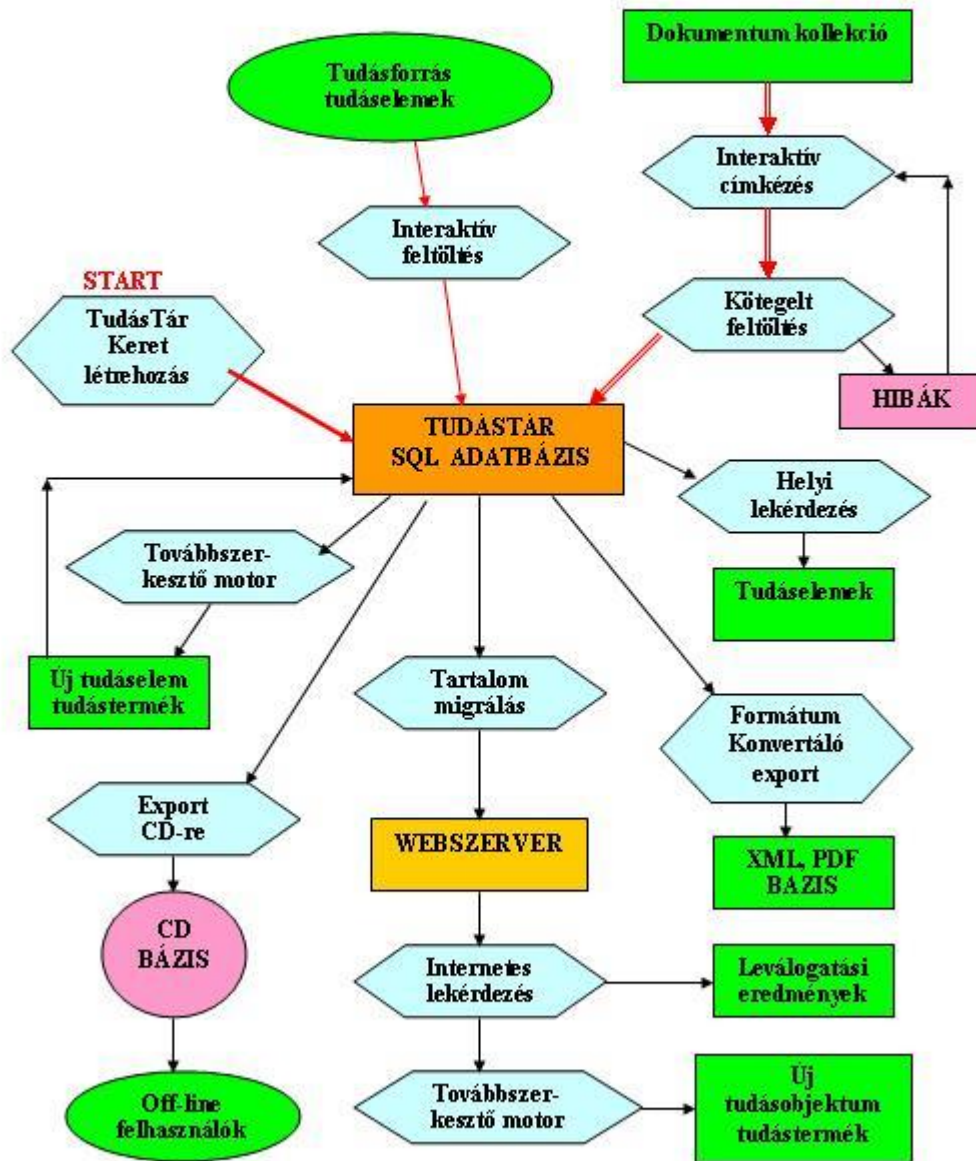 Dokumentum kollekció
Tudásforrás
tudáselemek
Interaktív
címkézés
Interaktív
feltöltés
START
TudásTár
Keret
létrehozás
Kötegelt
feltöltés
HIBÁK
TUDÁSTÁR
SQL ADATBÁZIS
Helyi
lekérdezés
Továbbszer-
kesztő motor
Tudáselemek
Új tudáselem
tudástermék
Tartalom
migrálás
Formátum
Konvertáló
export
Export
CD-re
WEBSZERVER
XML, PDF
BAZIS
CD
BÁZIS
Internetes
lekérdezés
Leválogatási
eredmények
Off-line
felhasználók
Továbbszer-
kesztő motor
Új
tudásobjektum
tudástermék